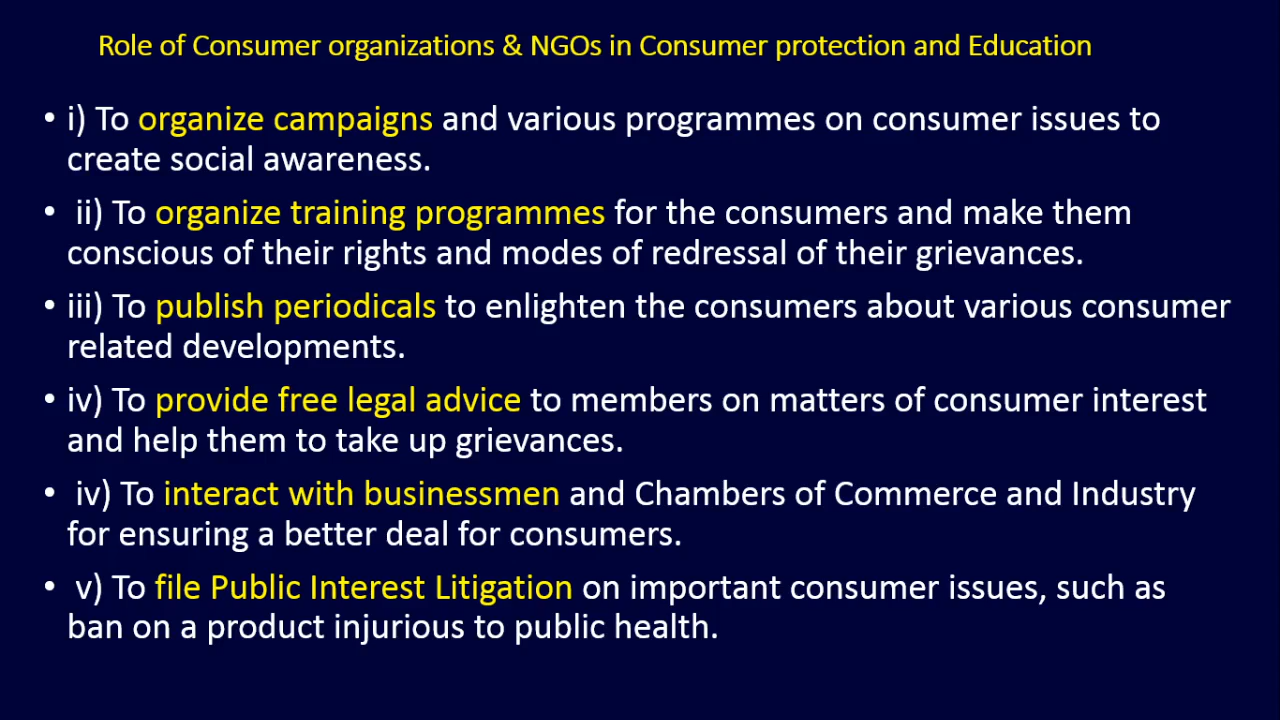 Role of Consumer organizations & NGOs in Consumer protection and Education
• i) To organize campaigns and various programmes on consumer issues to
create social awareness.
• ii) To organize training programmes for the consumers and make them
conscious of their rights and modes of redressal of their grievances.
• iii) To publish periodicals to enlighten the consumers about various consumer
related developments.
• iv) To provide free legal advice to members on matters of consumer interest
and help them to take up grievances.
• iv) To interact with businessmen and Chambers of Commerce and Industry
for ensuring a better deal for consumers.
• v) To file Public Interest Litigation on important consumer issues, such as
ban on a product injurious to public health.